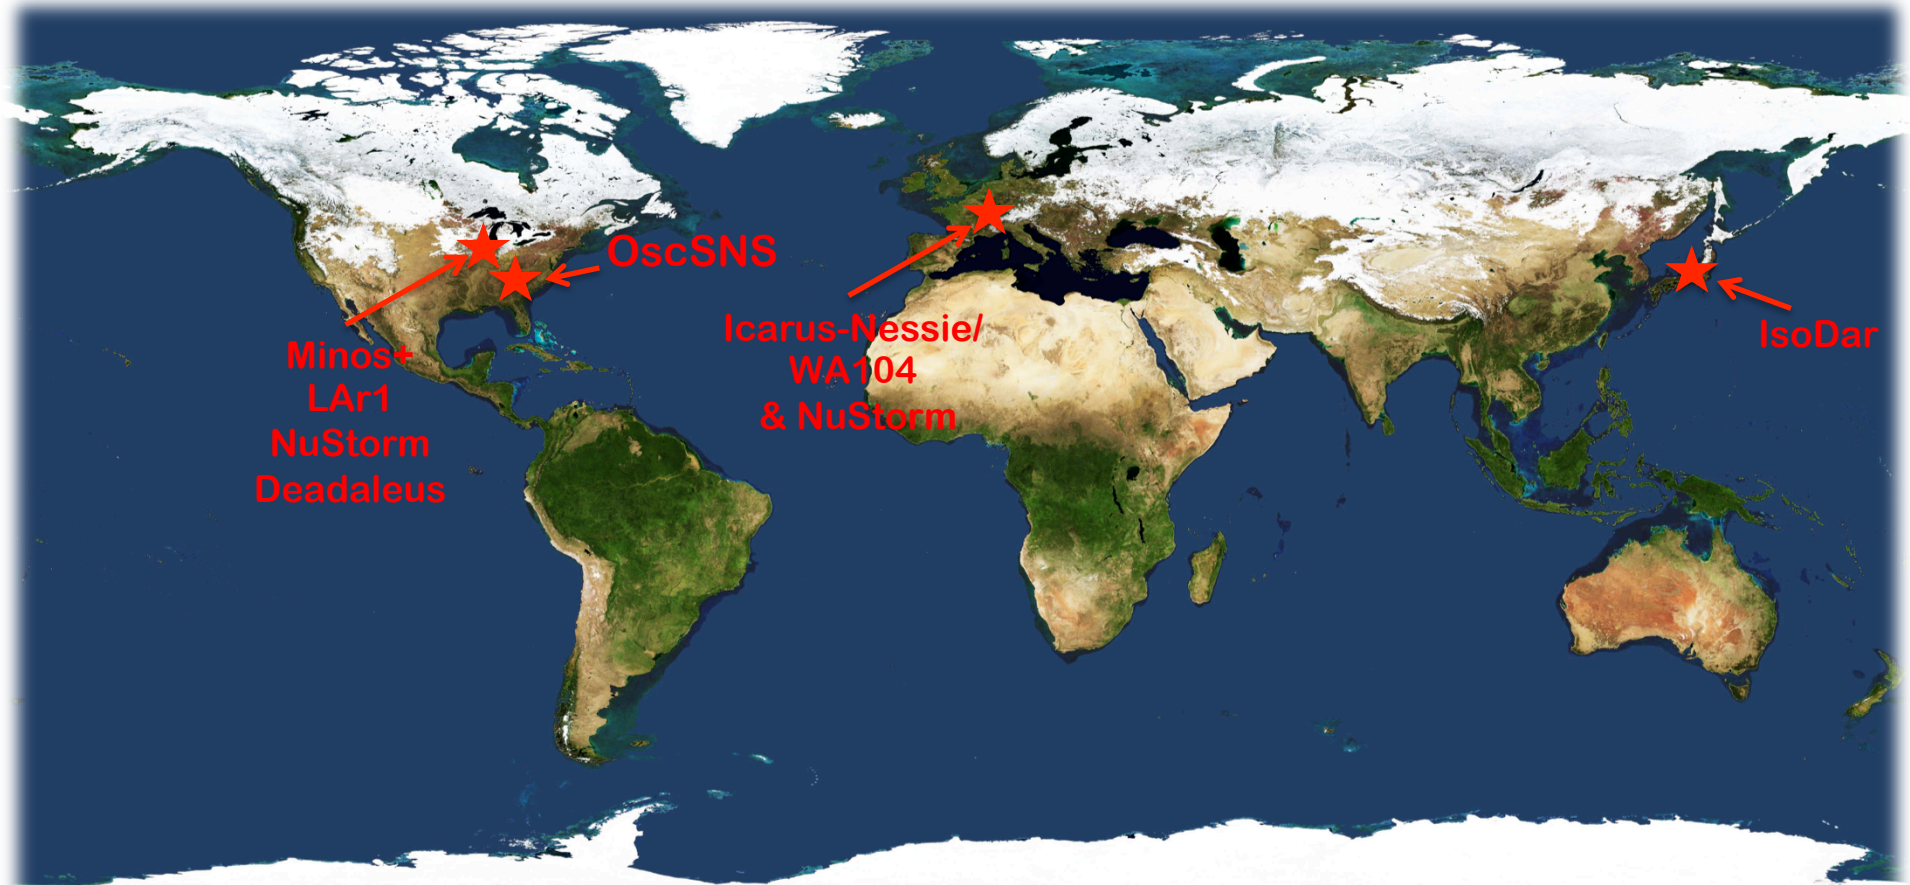 OscSNS
Minos+
LAr1
NuStorm
Deadaleus
Icarus-Nessie/
WA104
& NuStorm
IsoDar